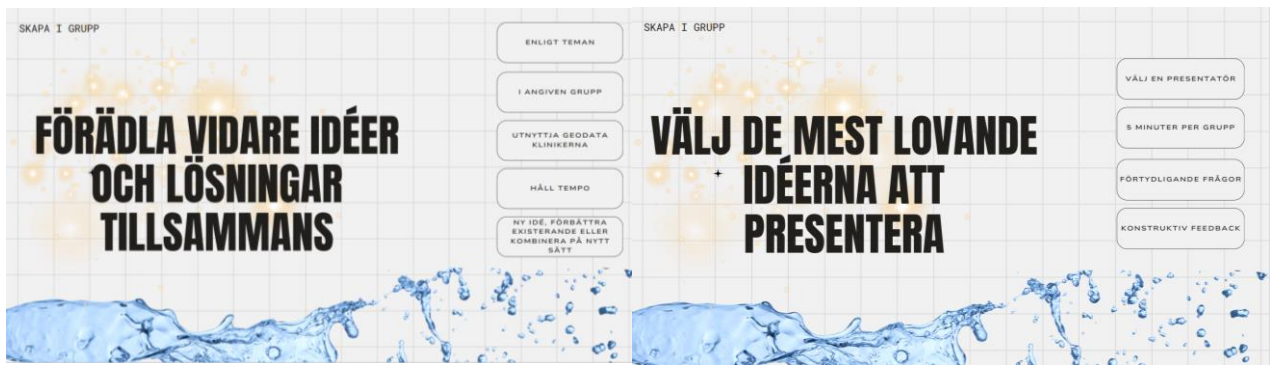 SKAPA I GRUPP
FÖRÄDLA VIDARE IDÉER
OCH LÖSNINGAR
TILLSAMMANS
ENLIGT TEMAN
I ANGIVEN GRUPP
UTNYTTJA GEODATA
KLINIKERNA
HÅLL TEMPO
NY IDÉ, FÖRBÄTTRA
EXISTERANDE ELLER
KOMBINERA PÅ NYTT
SÄTT
SKAPA I GRUPP
VÄLJ DE MEST LOVANDE
IDÉERNA ATT
PRESENTERA
VÄLJ EN PRESENTATÖR
5 MINUTER PER GRUPP
FÖRTYDLIGANDE FRÅGOR
KONSTRUKTIV FEEDBACK